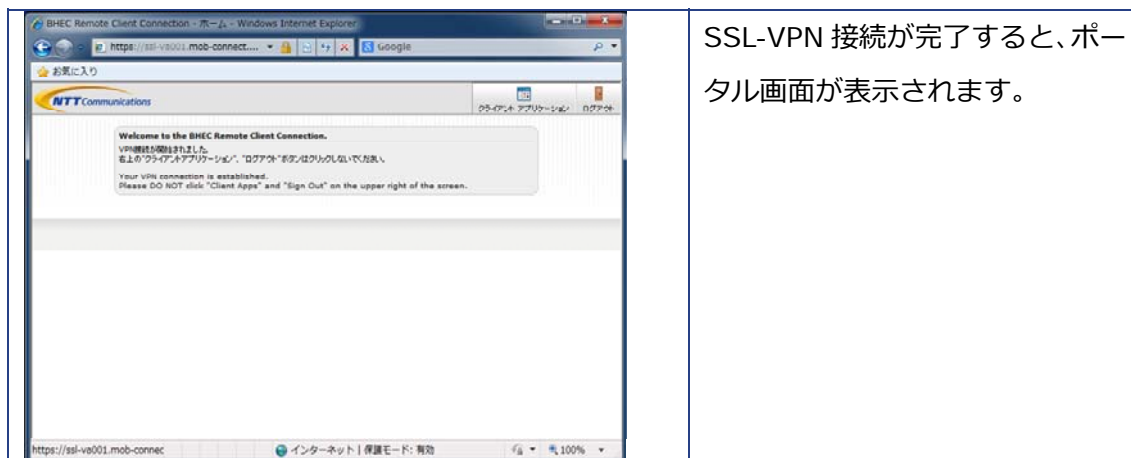 BHEC Remote Client Connection - ホーム - Windows Internet Explorer
https://ssl-va001.mob-connect....
Google
お気に入り
NTT Communications
クライアント アプリケーション
ログアウト
Welcome to the BHEC Remote Client Connection.
VPN接続が開始されました。
右上の"クライアントアプリケーション"、"ログアウト"ボタンはクリックしないでください。
Your VPN connection is established.
Please DO NOT click "Client Apps" and "Sign Out" on the upper right of the screen.
https://ssl-va001.mob-connec
インターネット | 保護モード: 有効
100%
SSL-VPN 接続が完了すると、ポー
タル画面が表示されます。